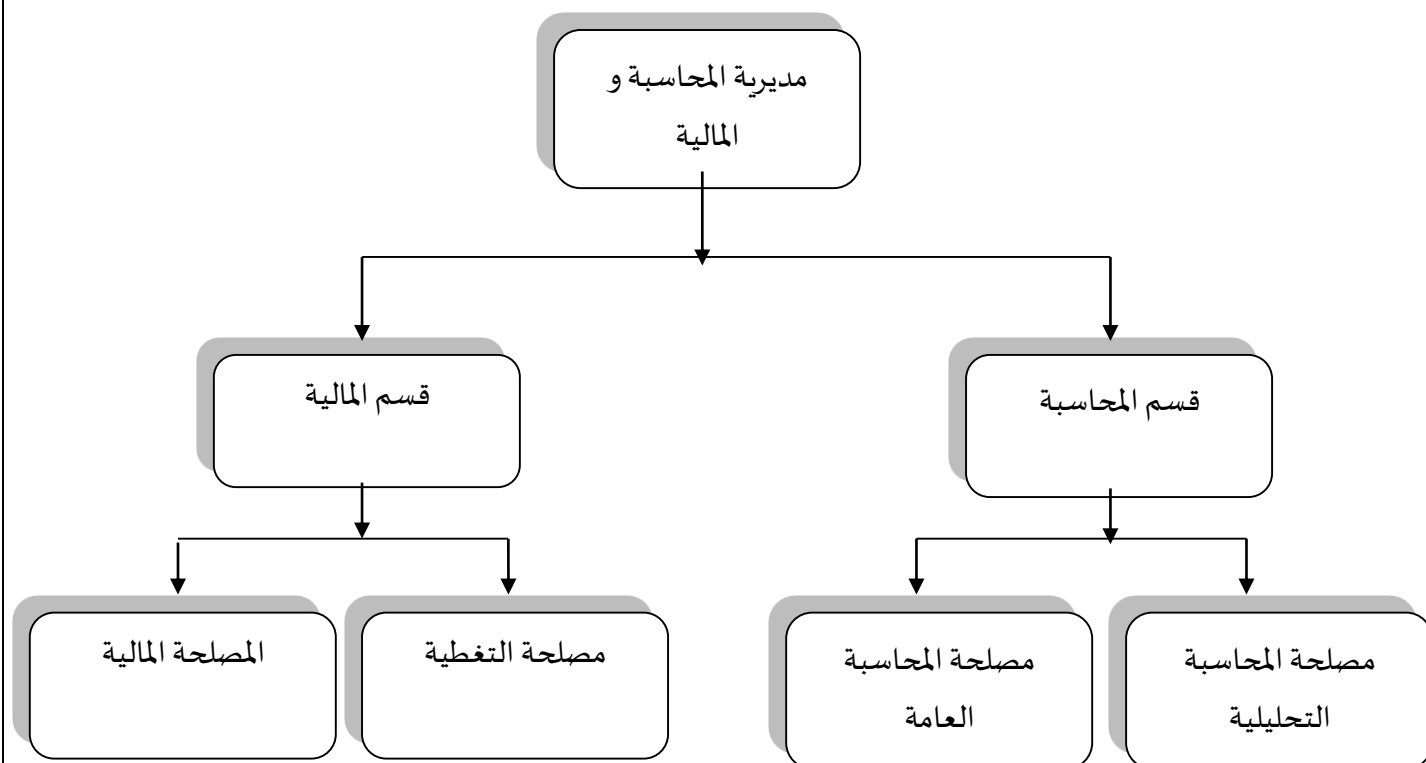 مديرية المحاسبة و
المالية
قسم المحاسبة
قسم المالية
مصلحة المحاسبة
التحليلية
مصلحة المحاسبة
العامة
مصلحة التغطية
المصلحة المالية